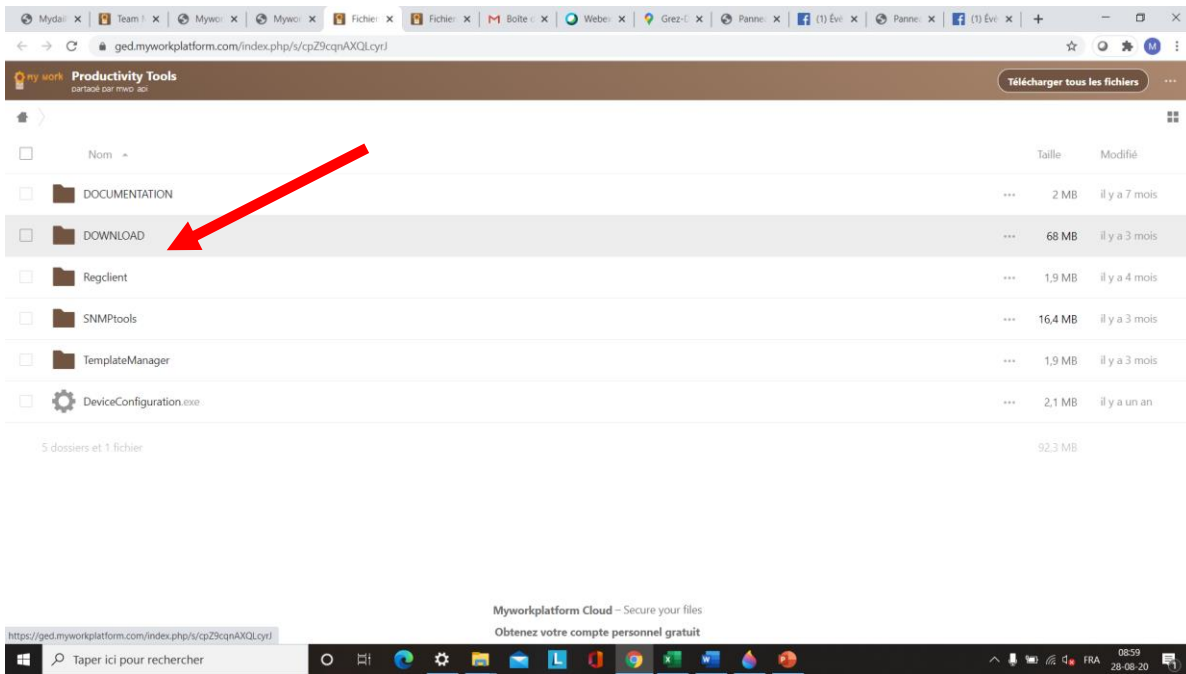 Mydail Team 1 Mywor Mywor Fichier Fichier Boîte Webex Grez-D Panne (1) Évé Panne (1) Évé
ged.myworkplatform.com/index.php/s/cpZ9cqnAXQLcyrJ M
my work Productivity Tools Télécharger tous les fichiers
partagé par mwp api
Nom Taille Modifié
DOCUMENTATION 2 MB il y a 7 mois
DOWNLOAD 68 MB il y a 3 mois
Regclient 1,9 MB il y a 4 mois
SNMPtools 16,4 MB il y a 3 mois
TemplateManager 1,9 MB il y a 3 mois
DeviceConfiguration.exe 2,1 MB il y a un an
5 dossiers et 1 fichier 92.3 MB
Myworkplatform Cloud – Secure your files
Obtenez votre compte personnel gratuit
https://ged.myworkplatform.com/index.php/s/cpZ9cqnAXQLcyrJ
Taper ici pour rechercher L FRA 08:59
28-08-20